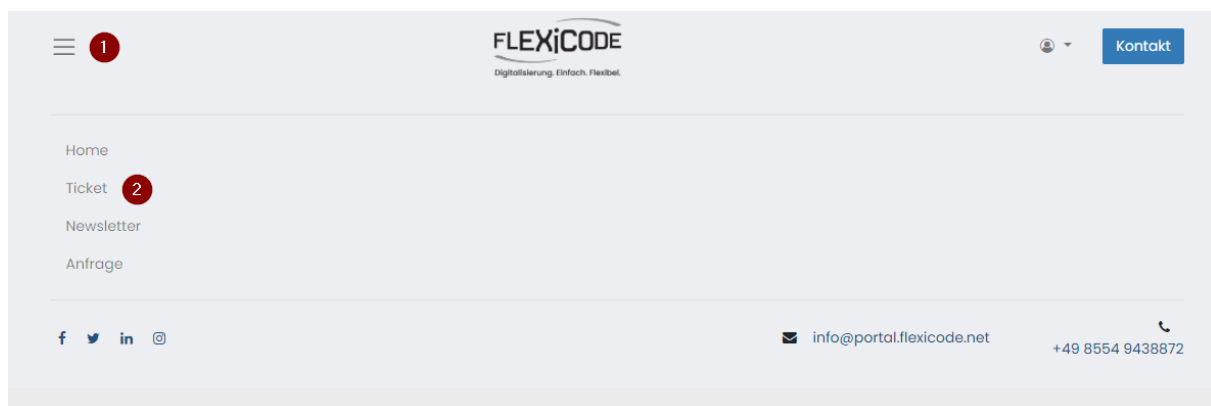 1
FLEXiCODE
Digitalisierung. Einfach. Flexibel.
Kontakt
Home
Ticket 2
Newsletter
Anfrage
info@portal.flexicode.net
+49 8554 9438872